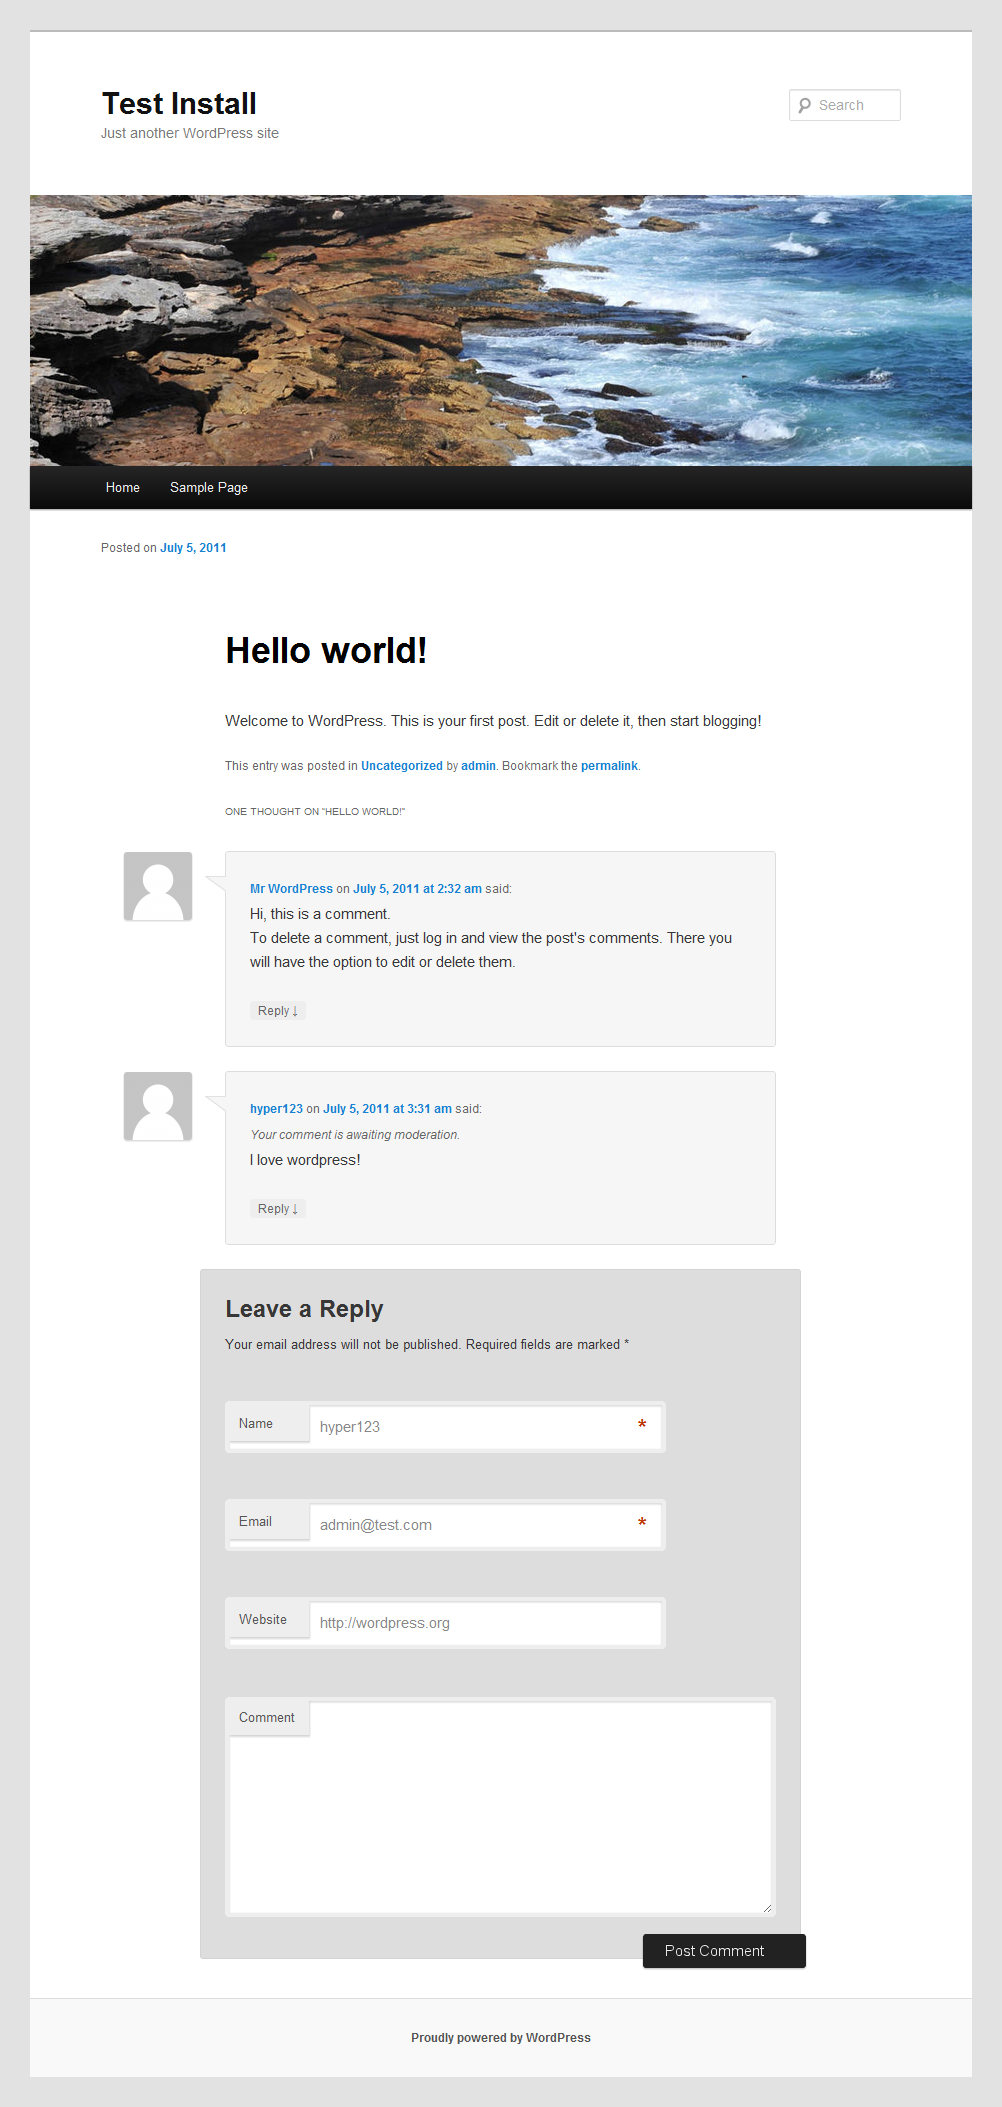 Test Install
Search
Just another WordPress site
Home Sample Page
Posted on July 5, 2011
Hello world!
Welcome to WordPress. This is your first post. Edit or delete it, then start blogging!
This entry was posted in Uncategorized by admin. Bookmark the permalink.
ONE THOUGHT ON "HELLO WORLD!"
Mr WordPress on July 5, 2011 at 2:32 am said:
Hi, this is a comment.
To delete a comment, just log in and view the post's comments. There you
will have the option to edit or delete them.
Reply ↓
hyper123 on July 5, 2011 at 3:31 am said:
Your comment is awaiting moderation.
I love wordpress!
Reply ↓
Leave a Reply
Your email address will not be published. Required fields are marked *
Name hyper123 *
Email admin@test.com *
Website http://wordpress.org
Comment
Post Comment
Proudly powered by WordPress